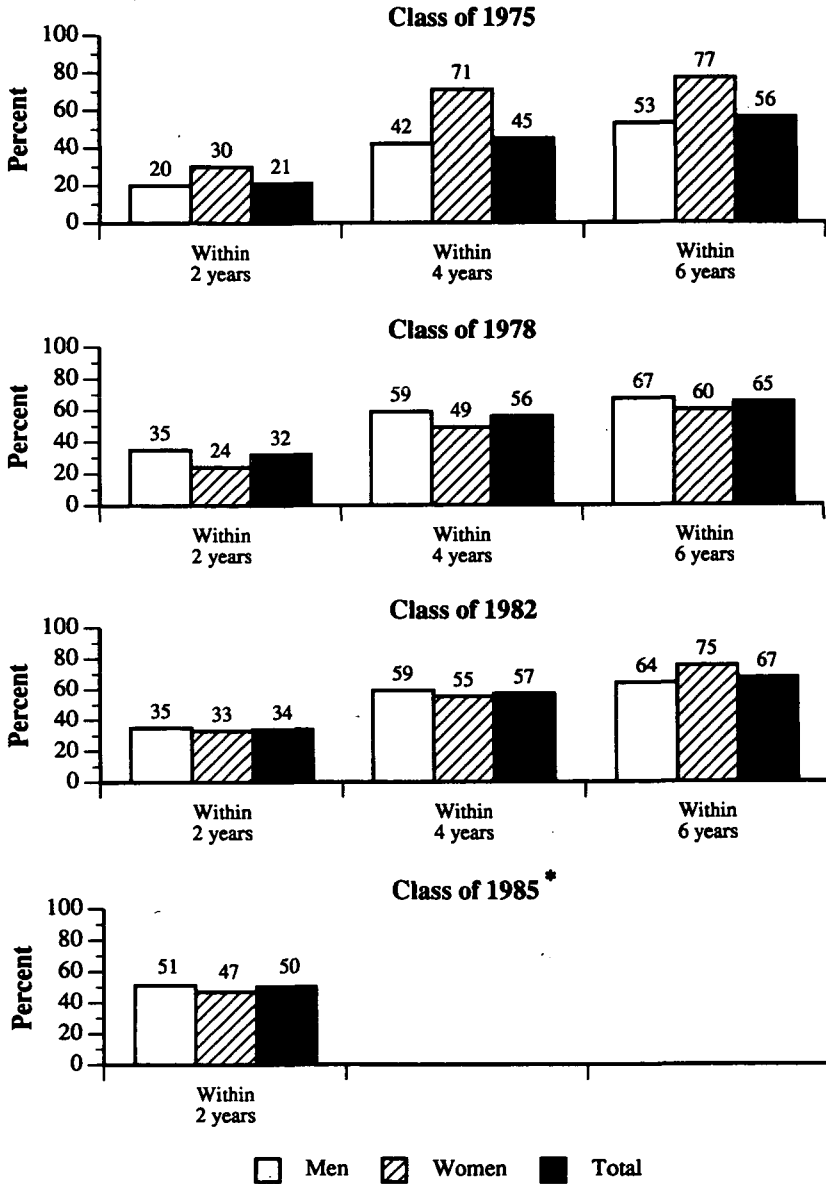 Class of 1975
Percent
100
80
60
40
20
0
20
30
21
42
71
45
53
77
56
Within
2 years
Within
4 years
Within
6 years
Class of 1978
Percent
100
80
60
40
20
0
35
24
32
59
49
56
67
60
65
Within
2 years
Within
4 years
Within
6 years
Class of 1982
Percent
100
80
60
40
20
0
35
33
34
59
55
57
64
75
67
Within
2 years
Within
4 years
Within
6 years
Class of 1985 *
Percent
100
80
60
40
20
0
51
47
50
Within
2 years
Men Women Total